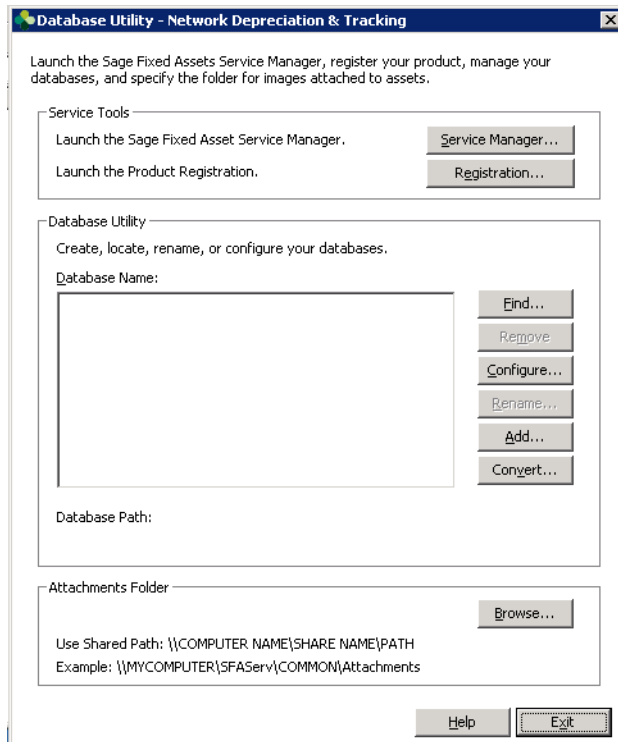 Database Utility - Network Depreciation & Tracking
Launch the Sage Fixed Assets Service Manager, register your product, manage your
databases, and specify the folder for images attached to assets.
Service Tools
Launch the Sage Fixed Asset Service Manager.
Service Manager...
Launch the Product Registration.
Registration...
Database Utility
Create, locate, rename, or configure your databases.
Database Name:
Find...
Remove
Configure...
Rename...
Add...
Convert...
Database Path:
Attachments Folder
Browse...
Use Shared Path: \\COMPUTER NAME\SHARE NAME\PATH
Example: \\MYCOMPUTER\SFAServ\COMMON\Attachments
Help
Exit